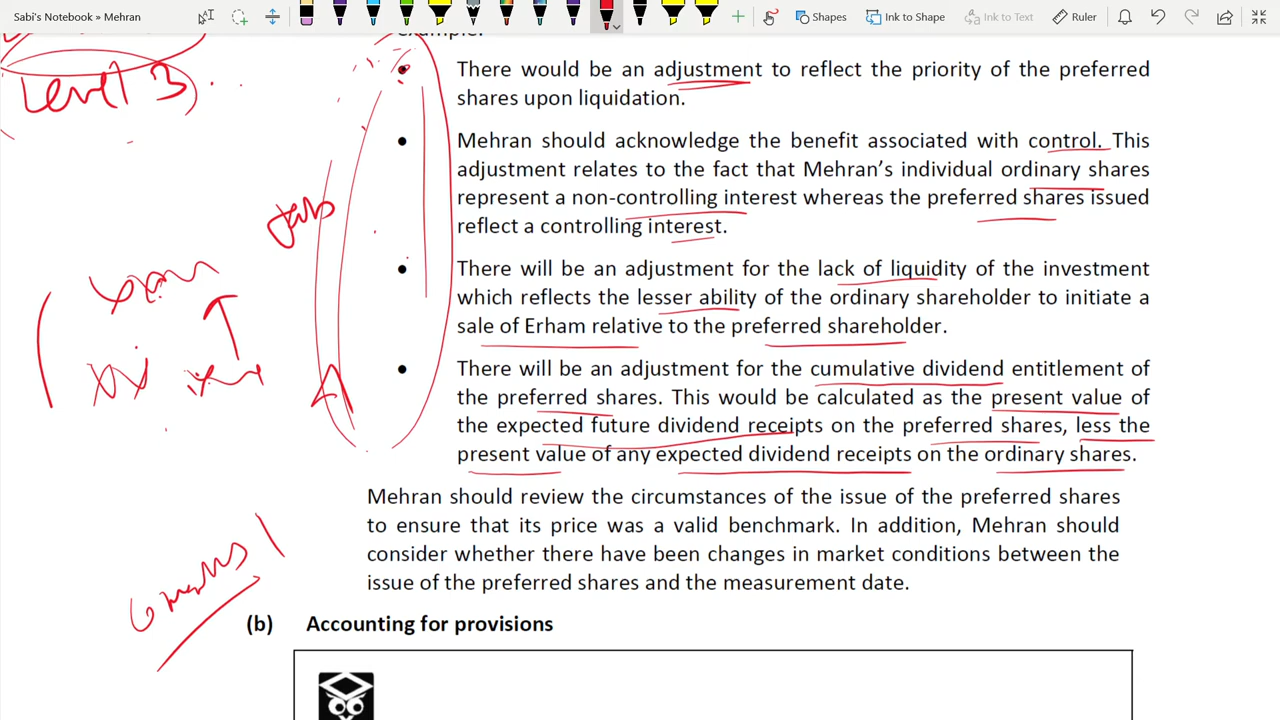 Sabi's Notebook » Mehran
Shapes
Ink to Shape
Ink to Text
Ruler
example:
Level 3
There would be an adjustment to reflect the priority of the preferred
shares upon liquidation.
Mehran should acknowledge the benefit associated with control. This
adjustment relates to the fact that Mehran's individual ordinary shares
represent a non-controlling interest whereas the preferred shares issued
reflect a controlling interest.
There will be an adjustment for the lack of liquidity of the investment
which reflects the lesser ability of the ordinary shareholder to initiate a
sale of Erham relative to the preferred shareholder.
There will be an adjustment for the cumulative dividend entitlement of
the preferred shares. This would be calculated as the present value of
the expected future dividend receipts on the preferred shares, less the
present value of any expected dividend receipts on the ordinary shares.
Mehran should review the circumstances of the issue of the preferred shares
to ensure that its price was a valid benchmark. In addition, Mehran should
consider whether there have been changes in market conditions between the
issue of the preferred shares and the measurement date.
6 marks
(b) Accounting for provisions